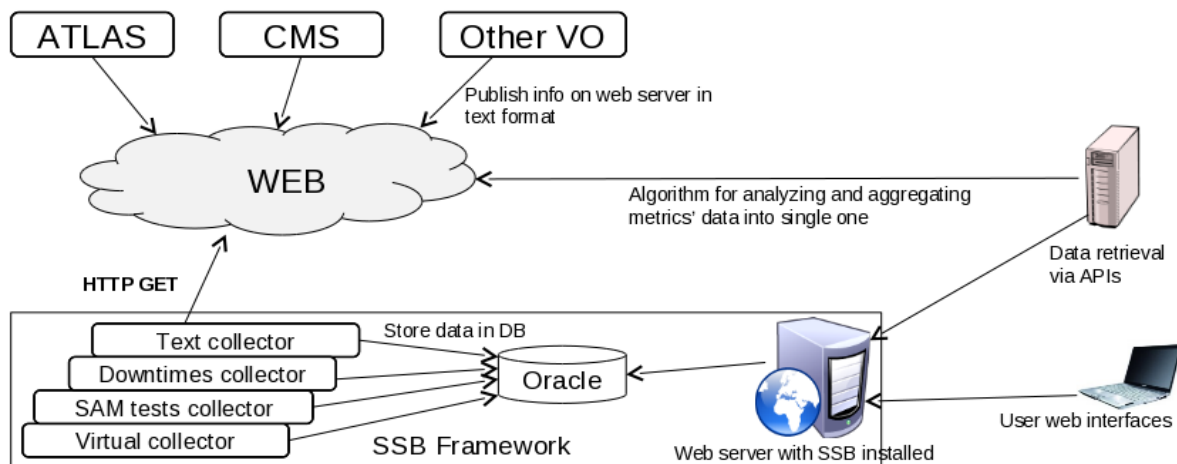 ATLAS
CMS
Other VO
Publish info on web server in
text format
WEB
Algorithm for analyzing and aggregating
metrics' data into single one
Data retrieval
via APIs
HTTP GET
Text collector
Store data in DB
Downtimes collector
SAM tests collector
Virtual collector
Oracle
SSB Framework
Web server with SSB installed
User web interfaces